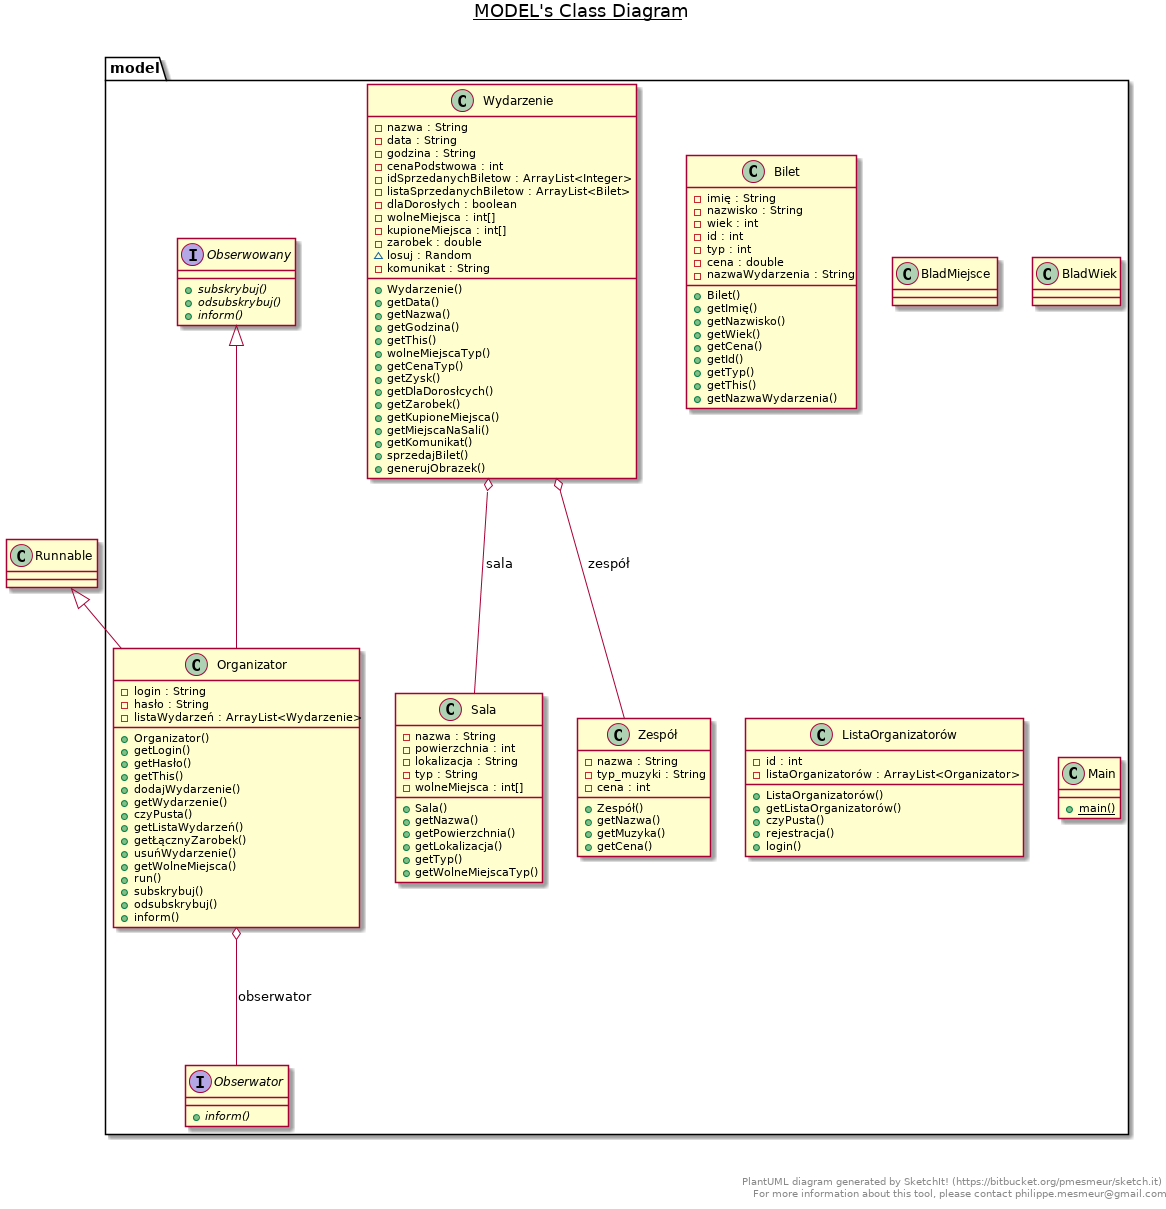 MODEL's Class Diagram
model
C Wydarzenie
nazwa : String
data : String
godzina : String
cenaPodstwowa : int
idSprzedanychBiletow : ArrayList<Integer>
listaSprzedanychBiletow : ArrayList<Bilet>
dlaDorosłych : boolean
wolneMiejsca : int[]
kupioneMiejsca : int[]
zarobek : double
losuj : Random
komunikat : String
Wydarzenie()
getData()
getNazwa()
getGodzina()
getThis()
wolneMiejscaTyp()
getCenaTyp()
getZysk()
getDlaDorosłcych()
getZarobek()
getKupioneMiejsca()
getMiejscaNaSali()
getKomunikat()
sprzedajBilet()
generujObrazek()
C Bilet
imię : String
nazwisko : String
wiek : int
id : int
typ : int
cena : double
nazwaWydarzenia : String
Bilet()
getImię()
getNazwisko()
getWiek()
getCena()
getId()
getTyp()
getThis()
getNazwaWydarzenia()
I Obserwowany
subskrybuj()
odsubskrybuj()
inform()
C BladMiejsce
C BladWiek
C Runnable
sala
zespół
C Organizator
login : String
hasło : String
listaWydarzeń : ArrayList<Wydarzenie>
Organizator()
getLogin()
getHasło()
getThis()
dodajWydarzenie()
getWydarzenie()
czyPusta()
getListaWydarzeń()
getŁącznyZarobek()
usuńWydarzenie()
getWolneMiejsca()
run()
subskrybuj()
odsubskrybuj()
inform()
C Sala
nazwa : String
powierzchnia : int
lokalizacja : String
typ : String
wolneMiejsca : int[]
Sala()
getNazwa()
getPowierzchnia()
getLokalizacja()
getTyp()
getWolneMiejscaTyp()
C Zespół
nazwa : String
typ_muzyki : String
cena : int
Zespół()
getNazwa()
getMuzyka()
getCena()
C ListaOrganizatorów
id : int
listaOrganizatorów : ArrayList<Organizator>
ListaOrganizatorów()
getListaOrganizatorów()
czyPusta()
rejestracja()
login()
C Main
main()
obserwator
I Obserwator
inform()
PlantUML diagram generated by SketchIt! (https://bitbucket.org/pmesmeur/sketch.it)
For more information about this tool, please contact philippe.mesmeur@gmail.com